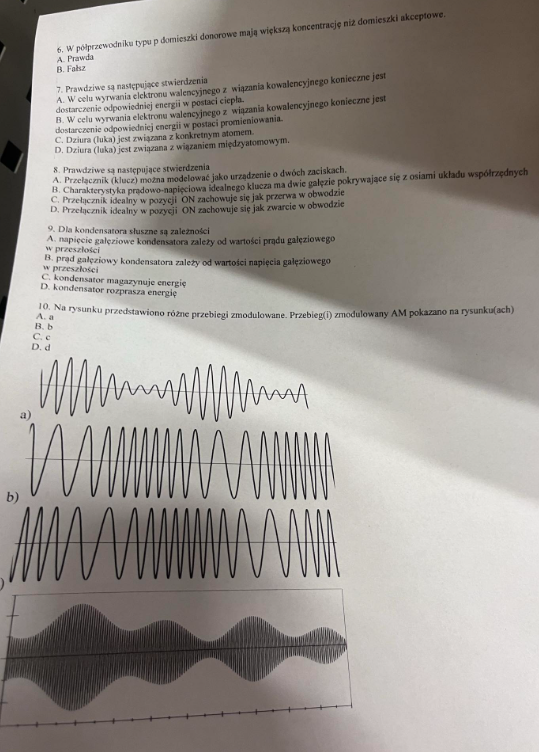 6. W półprzewodniku typu p domieszki donorowe mają większą koncentrację niż domieszki akceptowe.
A. Prawda
B. Fałsz
7. Prawdziwe są następujące stwierdzenia
A. W celu wyrwania elektronu walencyjnego z wiązania kowalencyjnego konieczne jest
dostarczenie odpowiedniej energii w postaci ciepła.
B. W celu wyrwania elektronu walencyjnego z wiązania kowalencyjnego konieczne jest
dostarczenie odpowiedniej energii w postaci promieniowania.
C. Dziura (luka) jest związana z konkretnym atomem.
D. Dziura (luka) jest związana z wiązaniem międzyatomowym.
8. Prawdziwe są następujące stwierdzenia
A. Przełącznik (klucz) można modelować jako urządzenie o dwóch zaciskach.
B. Charakterystyka prądowo-napięciowa idealnego klucza ma dwie gałęzie pokrywające się z osiami układu współrzędnych
C. Przełącznik idealny w pozycji ON zachowuje się jak przerwa w obwodzie
D. Przełącznik idealny w pozycji ON zachowuje się jak zwarcie w obwodzie
9. Dla kondensatora słuszne są zależności
A. napięcie gałęziowe kondensatora zależy od wartości prądu gałęziowego
w przeszłości
B. prąd gałęziowy kondensatora zależy od wartości napięcia gałęziowego
w przeszłości
C. kondensator magazynuje energię
D. kondensator rozprasza energię
10. Na rysunku przedstawiono różne przebiegi zmodulowane. Przebieg(i) zmodulowany AM pokazano na rysunku(ach)
A. a
B. b
C. c
D. d
a)
b)
)